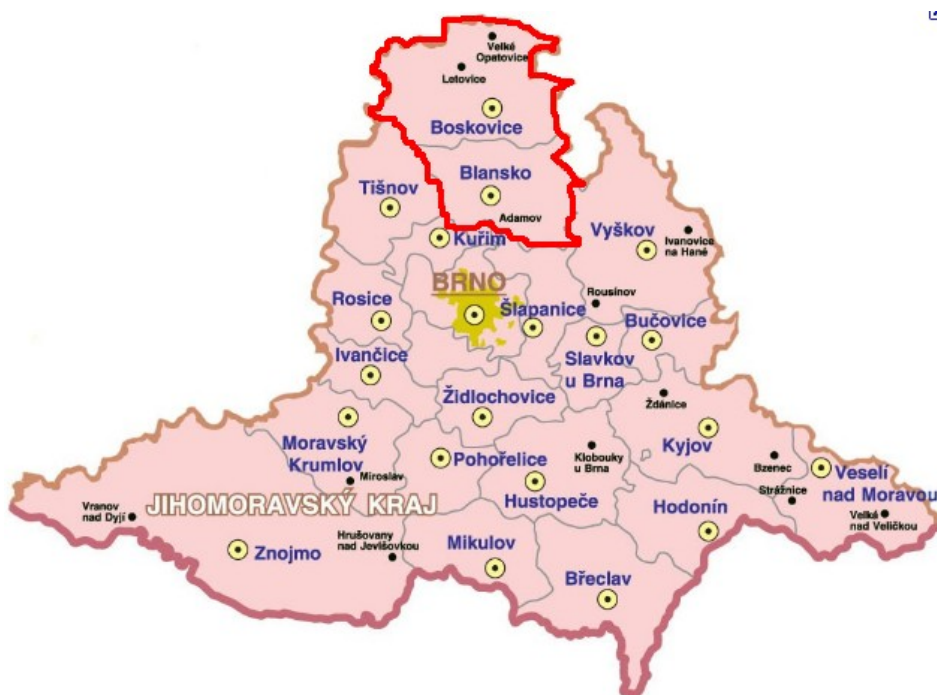 Velké
Opatovice
Letovice
Boskovice
Blansko
Tišnov
Adamov
Kuřim
Vyškov
Ivanovice
na Hané
BRNO
Rosice
Šlapanice
Rousínov
Bučovice
Ivančice
Slavkov
u Brna
Židlochovice
Ždánice
Moravský
Krumlov
Miroslav
Pohořelice
Klobouky
u Brna
Hustopeče
Kyjov
Bzenec
Veselí
nad Moravou
Strážnice
Velká
nad Veličkou
Vranov
nad Dyjí
JIHOMORAVSKÝ KRAJ
Hodonín
Znojmo
Hrušovany
nad Jevišovkou
Mikulov
Břeclav